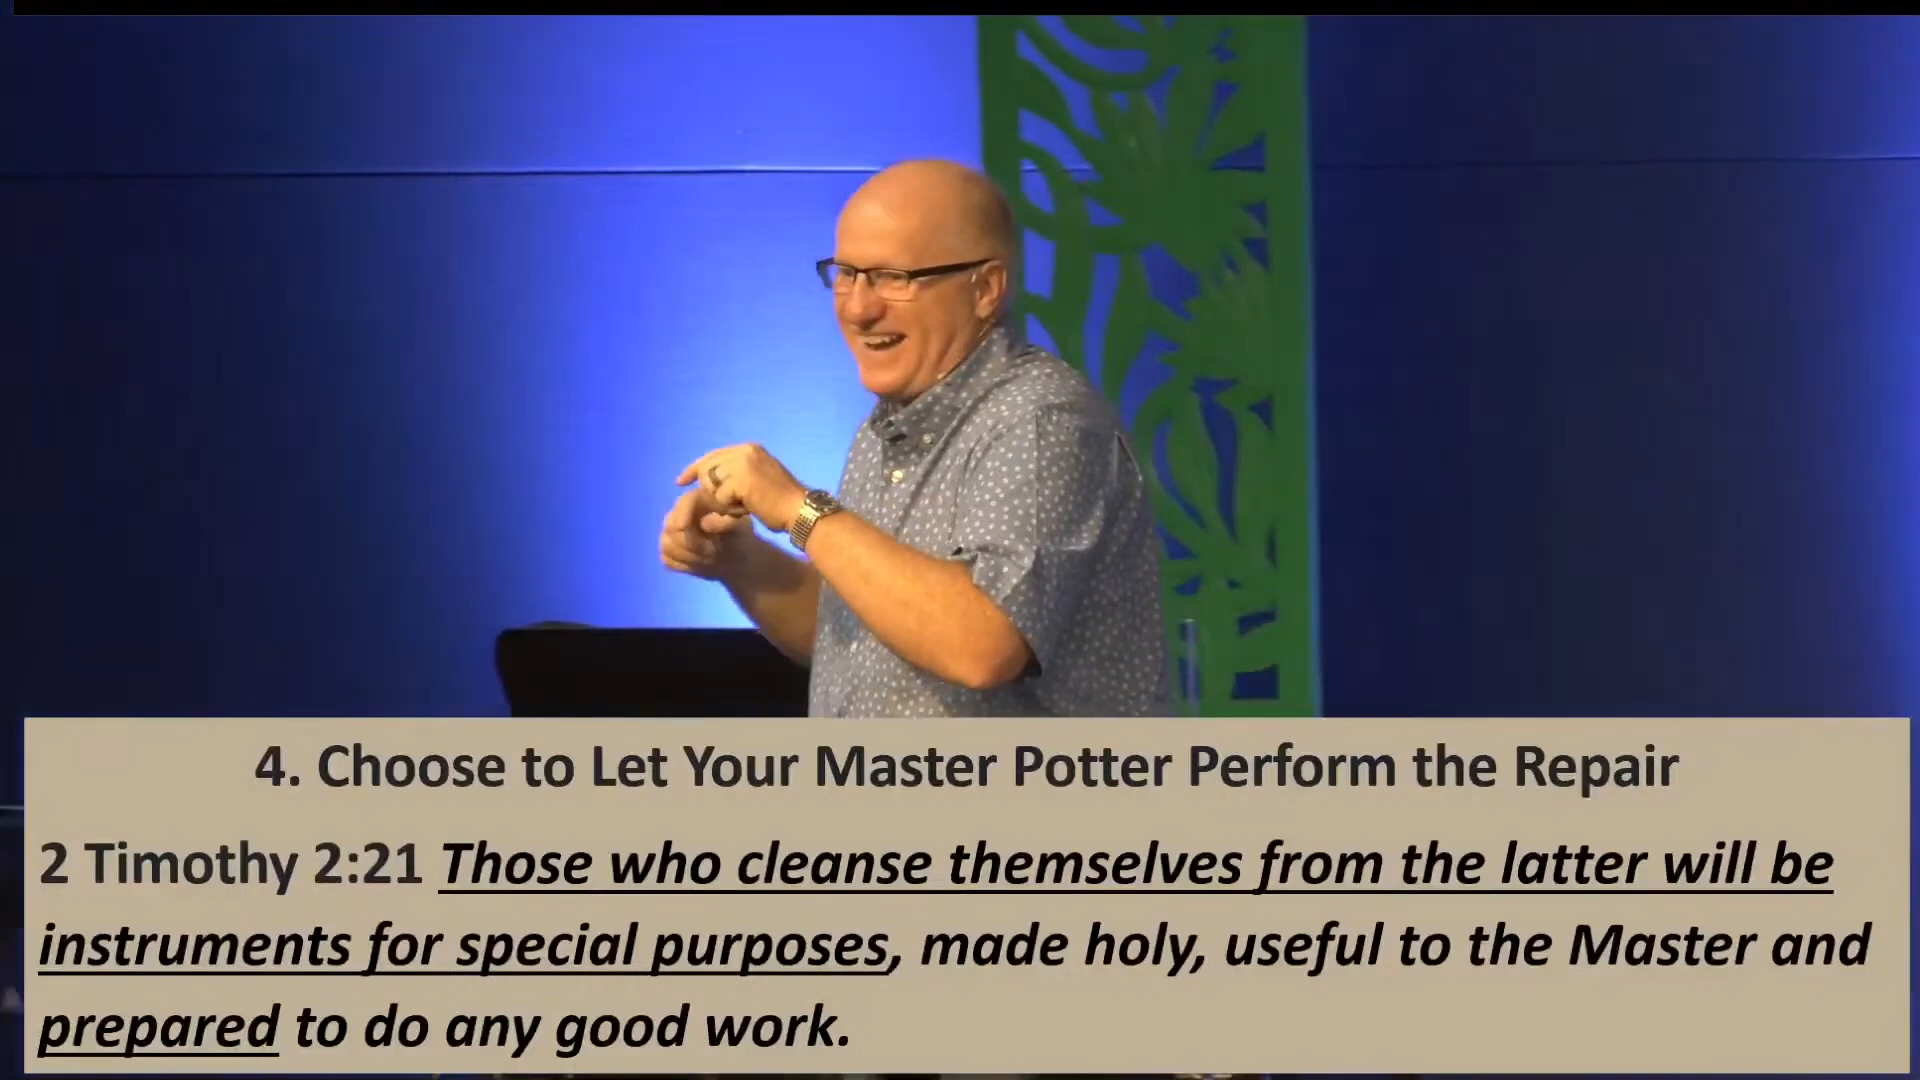 4. Choose to Let Your Master Potter Perform the Repair
2 Timothy 2:21 Those who cleanse themselves from the latter will be
instruments for special purposes, made holy, useful to the Master and
prepared to do any good work.